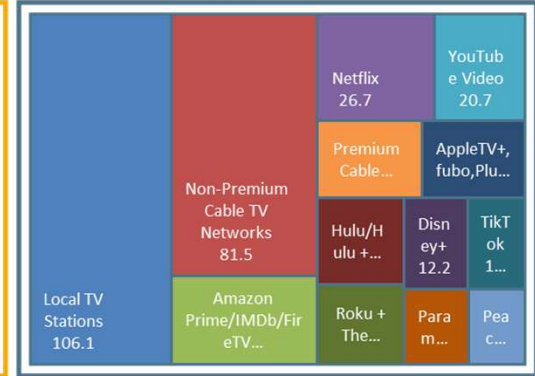 Local TV
Stations
106.1
Non-Premium
Cable TV
Networks
81.5
Amazon
Prime/IMDb/Fir
eTV...
Netflix
26.7
YouTub
e Video
20.7
Premium
Cable...
AppleTV+,
fubo,Plu...
Hulu/H
ulu +...
Disn
ey+
12.2
TikT
ok
1...
Roku +
The...
Para
m...
Pea
c...